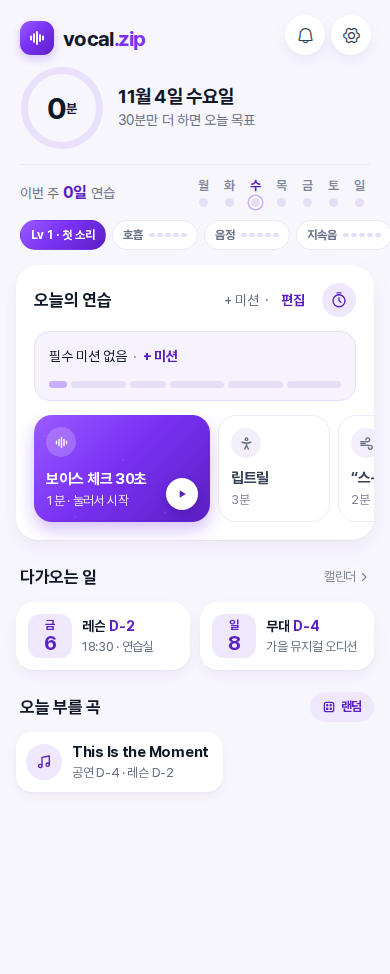 vocal.zip
0분
11월 4일 수요일
30분만 더 하면 오늘 목표
이번 주 0일 연습
월 화 수 목 금 토 일
Lv 1 · 첫 소리
호흡
음정
지속음
오늘의 연습
+ 미션 · 편집
필수 미션 없음 · + 미션
보이스 체크 30초
1분 · 눌러서 시작
립트릴
3분
“스
2분
다가오는 일
캘린더
금
6
레슨 D-2
18:30 · 연습실
일
8
무대 D-4
가을 뮤지컬 오디션
오늘 부를 곡
랜덤
This Is the Moment
공연 D-4 · 레슨 D-2